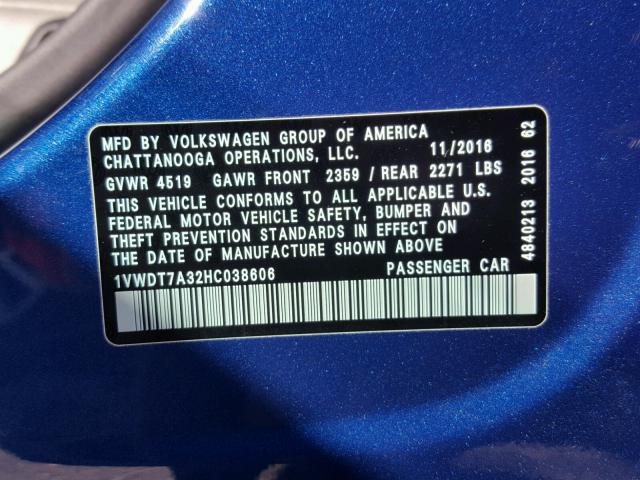 MFD BY VOLKSWAGEN GROUP OF AMERICA
CHATTANOOGA OPERATIONS, LLC. 11/2016
GVWR 4519 GAWR FRONT 2359 / REAR 2271 LBS
THIS VEHICLE CONFORMS TO ALL APPLICABLE U.S.
FEDERAL MOTOR VEHICLE SAFETY, BUMPER AND
THEFT PREVENTION STANDARDS IN EFFECT ON
THE DATE OF MANUFACTURE SHOWN ABOVE
1VWDT7A32HC038606 PASSENGER CAR
4840213 2016 62